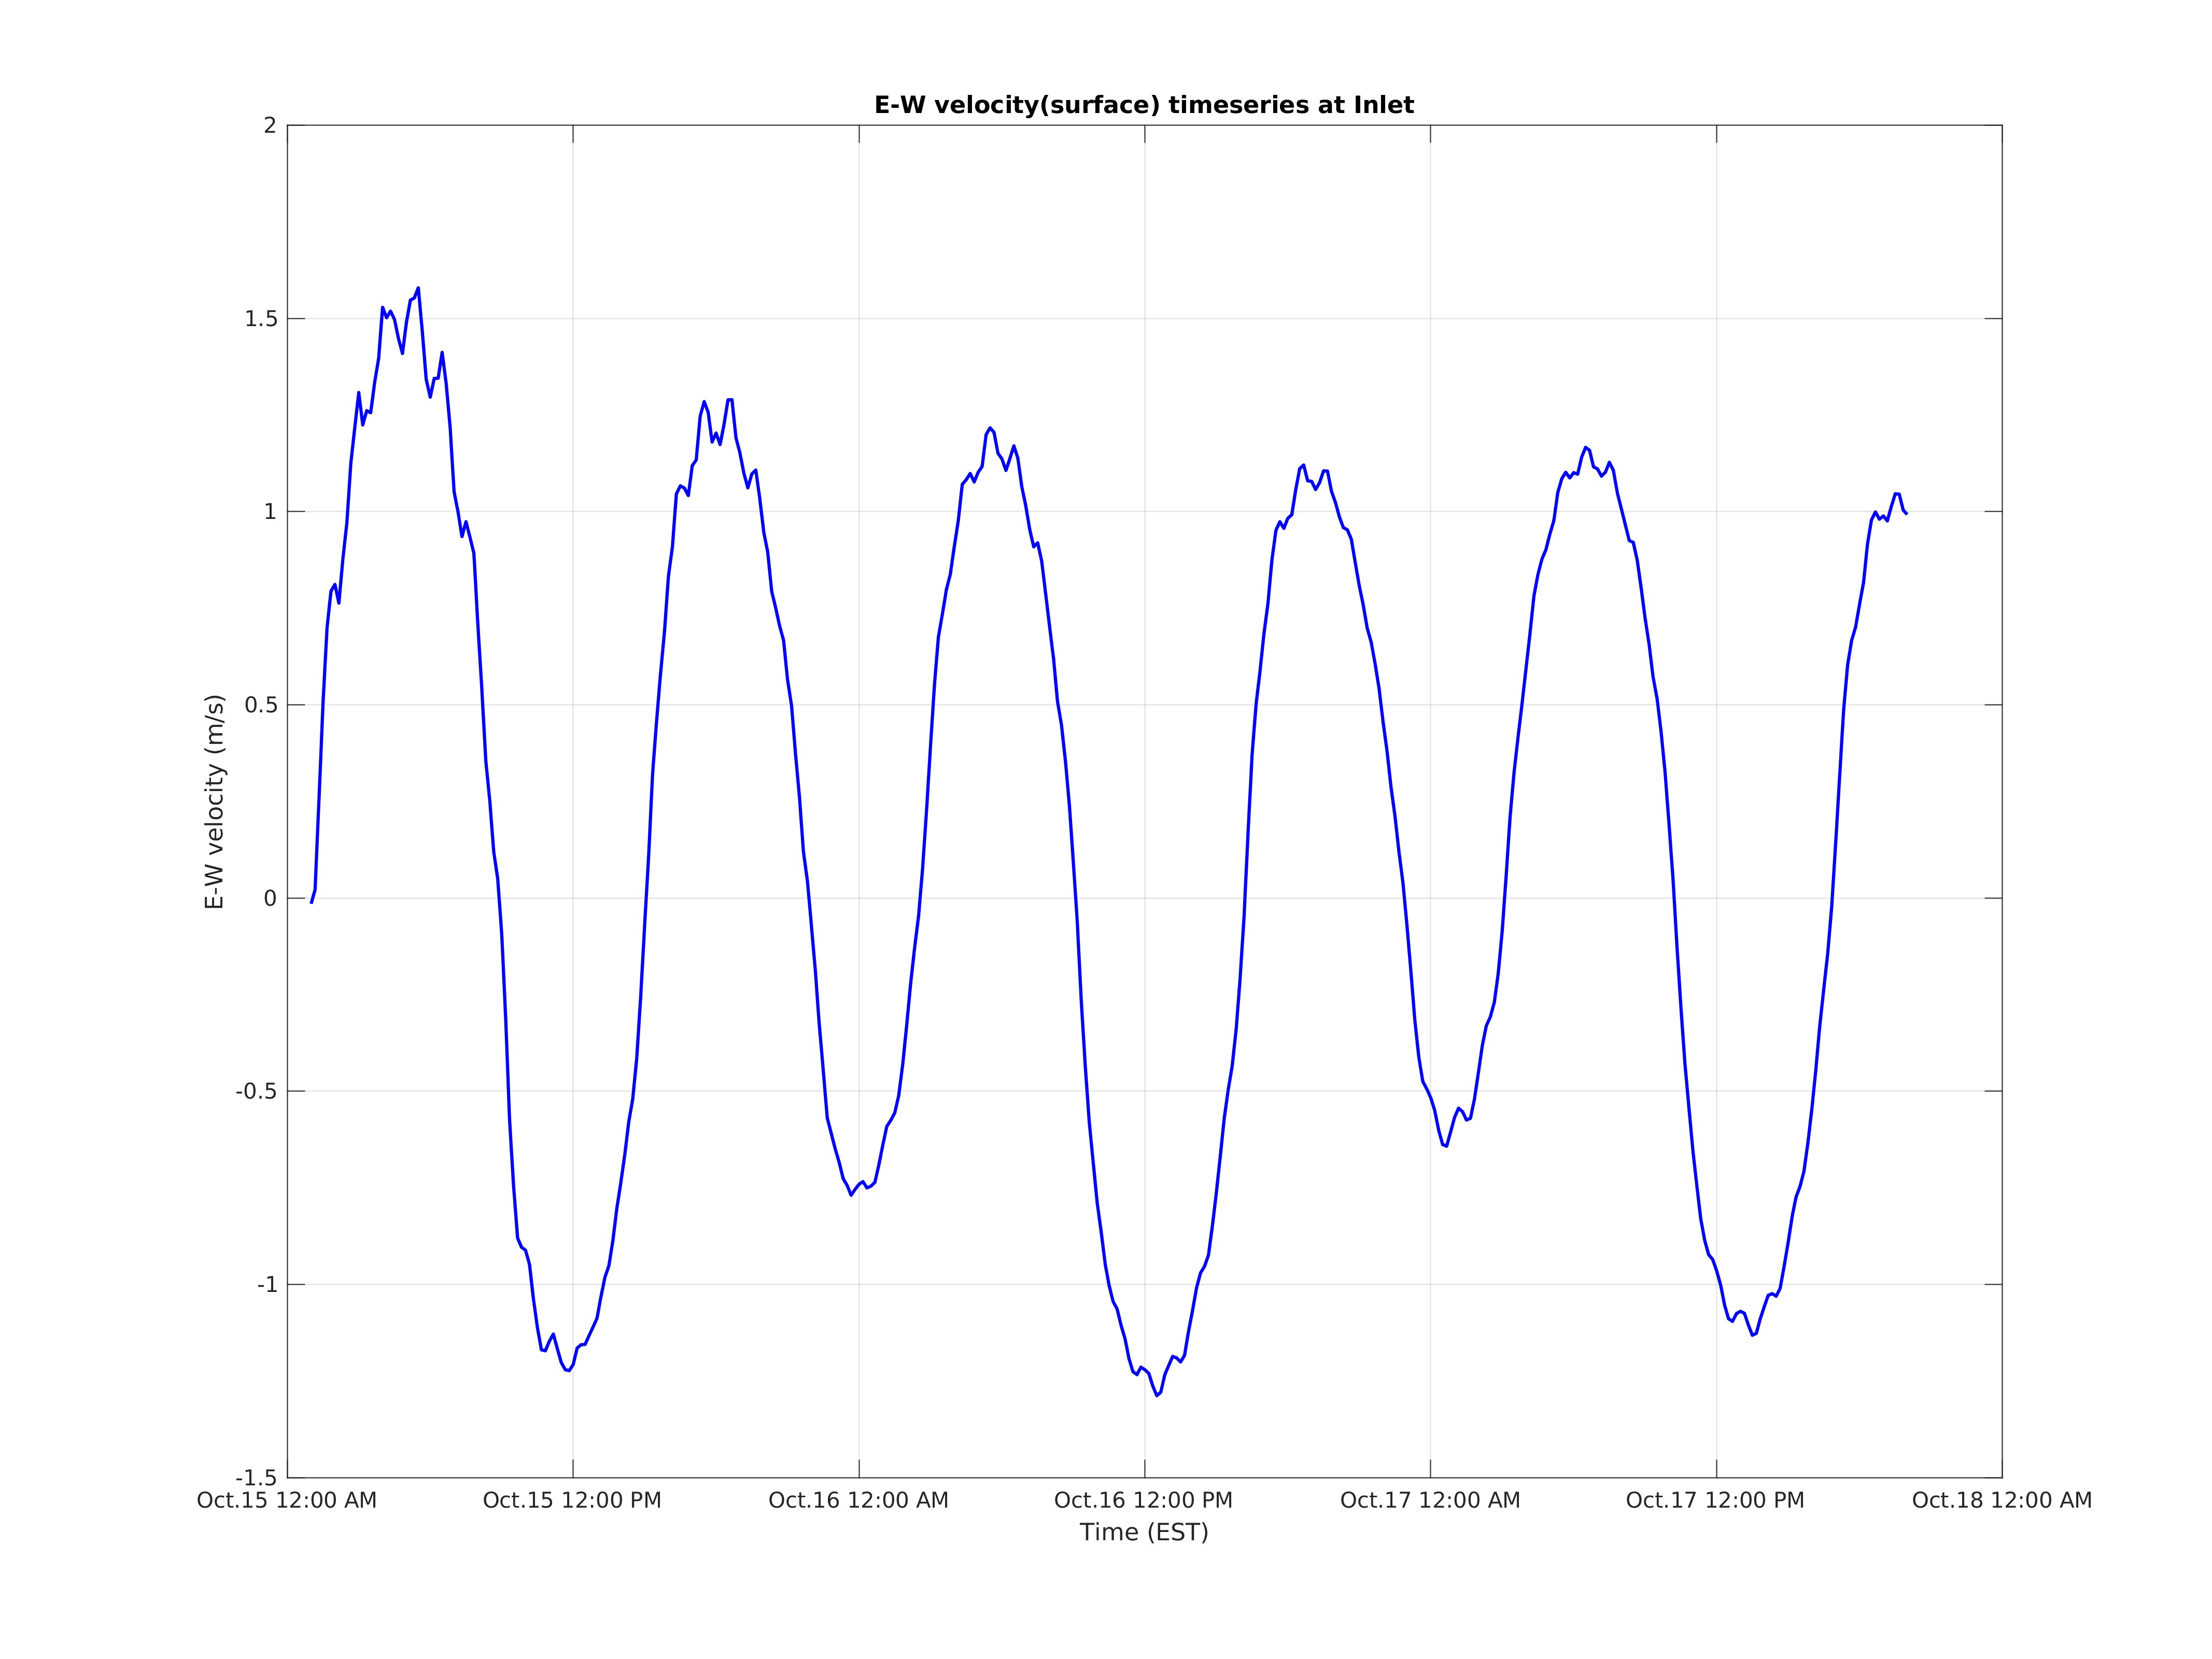 E-W velocity(surface) timeseries at Inlet
E-W velocity (m/s)
2
1.5
1
0.5
0
-0.5
-1
-1.5
Oct.15 12:00 AM Oct.15 12:00 PM Oct.16 12:00 AM Oct.16 12:00 PM Oct.17 12:00 AM Oct.17 12:00 PM Oct.18 12:00 AM
Time (EST)